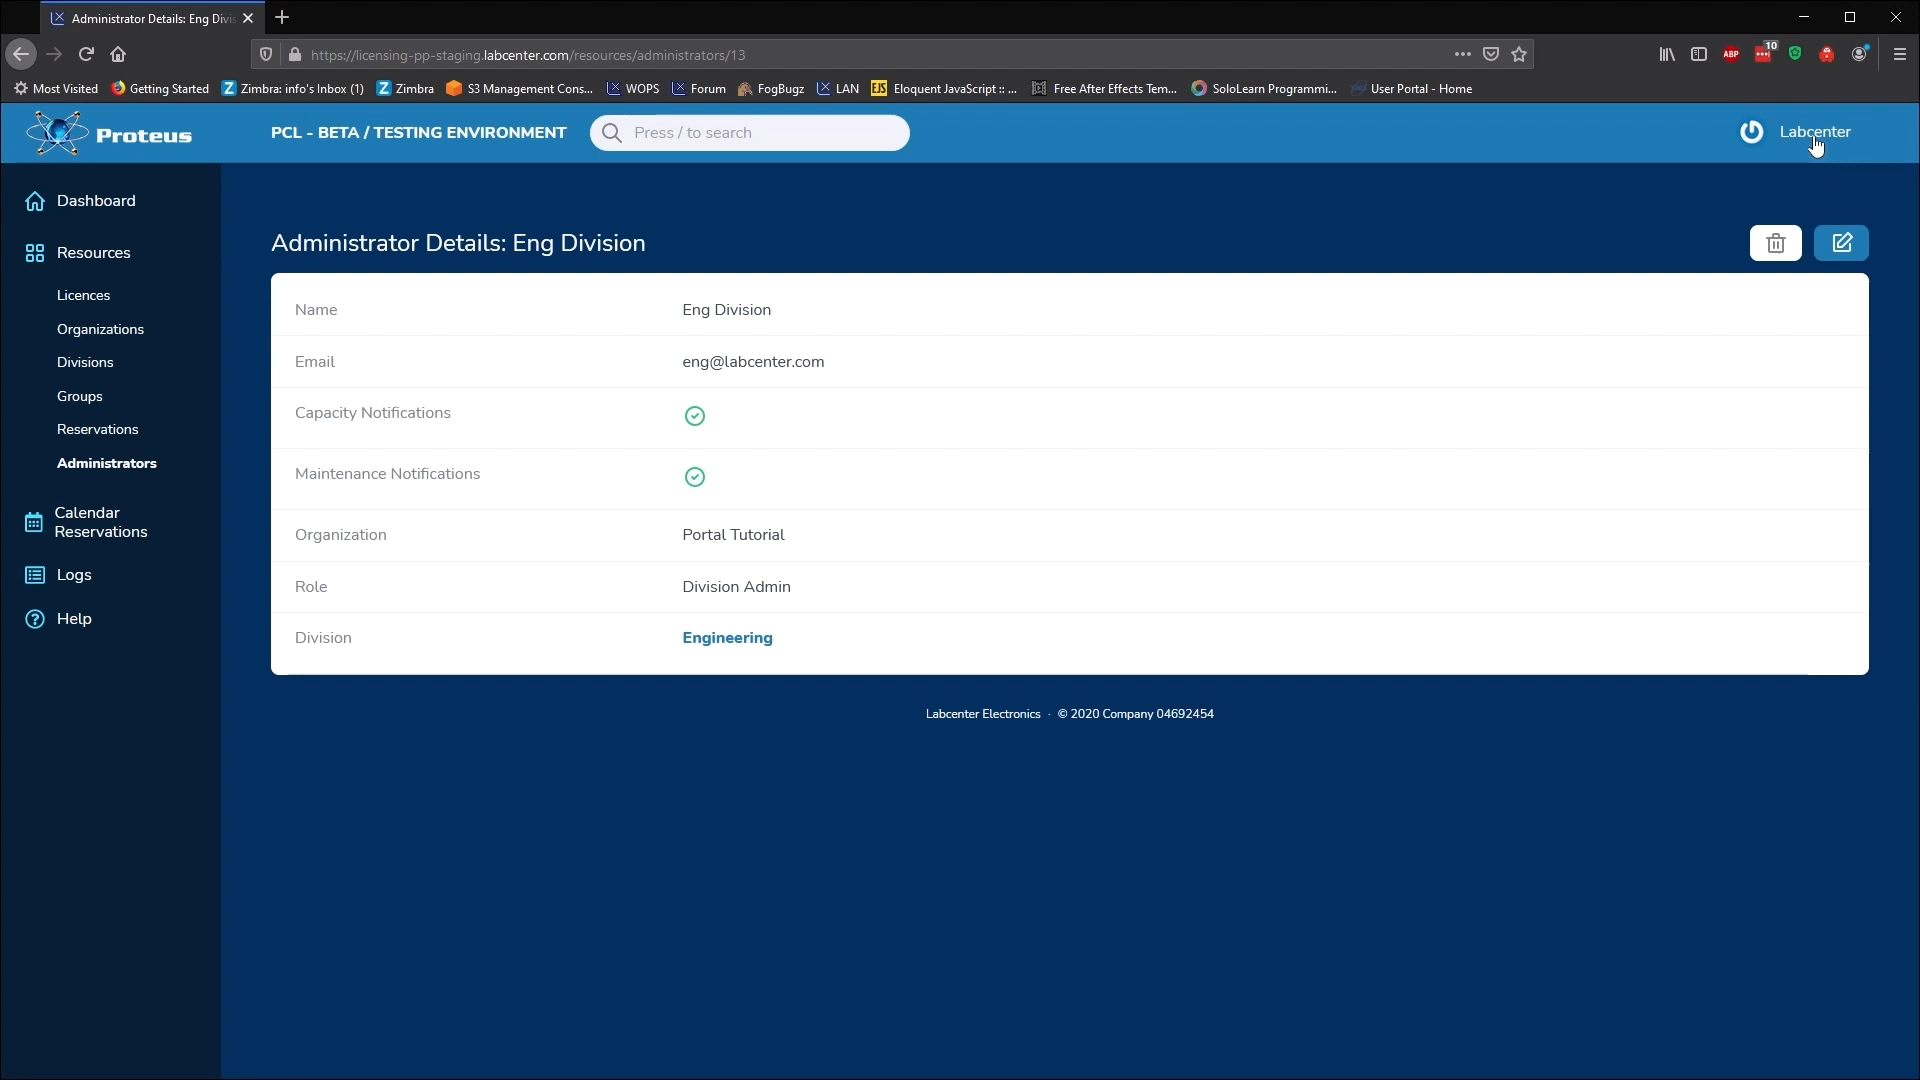 Administrator Details: Eng Divis
https://licensing-pp-staging.labcenter.com/resources/administrators/13
10
ABP
Most Visited Getting Started Zimbra: info's Inbox (1) Zimbra S3 Management Cons... WOPS Forum FogBugz LAN EJS Eloquent JavaScript :: ... Free After Effects Tem... SoloLearn Programmi... User Portal - Home
Proteus PCL - BETA / TESTING ENVIRONMENT Press / to search Labcenter
Dashboard
Resources
Licences
Organizations
Divisions
Groups
Reservations
Administrators
Calendar
Reservations
Logs
Help
Administrator Details: Eng Division
Name Eng Division
Email eng@labcenter.com
Capacity Notifications
Maintenance Notifications
Organization Portal Tutorial
Role Division Admin
Division Engineering
Labcenter Electronics · © 2020 Company 04692454